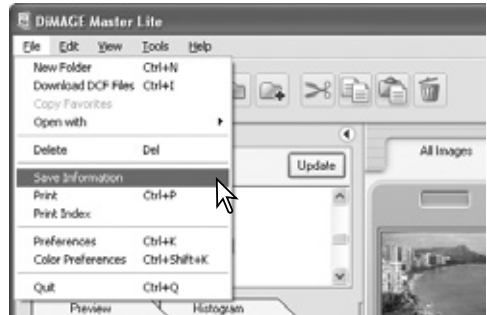 DiMAGE Master Lite
File Edit View Tools Help
New Folder Ctrl+N
Download DCF Files Ctrl+I
Copy Favorites
Open with
Delete Del
Save Information
Print Ctrl+P
Print Index
Preferences Ctrl+K
Color Preferences Ctrl+Shift+K
Quit Ctrl+Q
Update
All Images
Preview Histogram